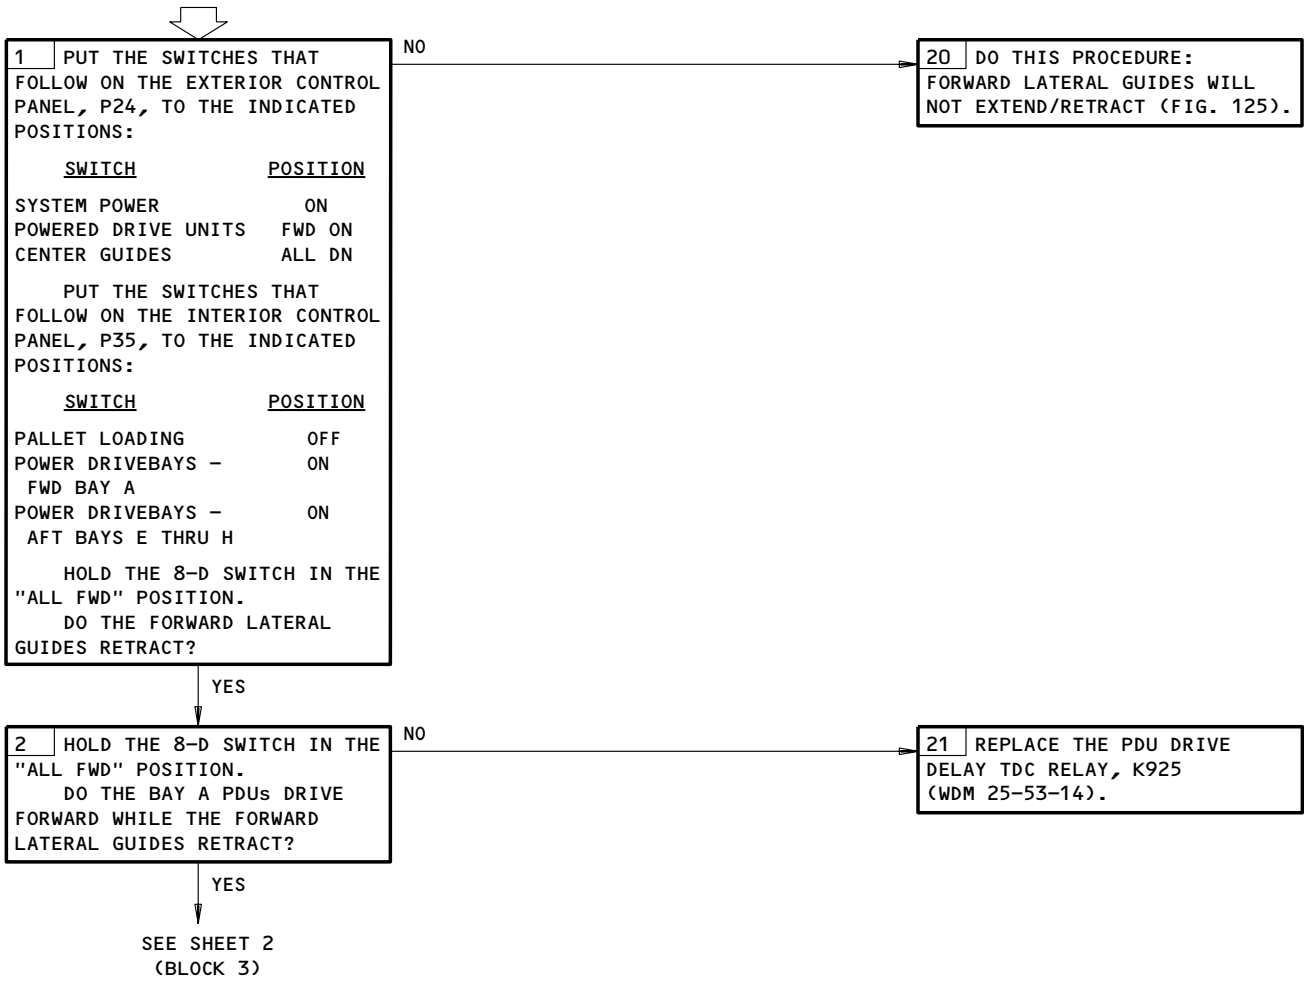 1 PUT THE SWITCHES THAT
FOLLOW ON THE EXTERIOR CONTROL
PANEL, P24, TO THE INDICATED
POSITIONS:
SWITCH POSITION
SYSTEM POWER ON
POWERED DRIVE UNITS FWD ON
CENTER GUIDES ALL DN
PUT THE SWITCHES THAT
FOLLOW ON THE INTERIOR CONTROL
PANEL, P35, TO THE INDICATED
POSITIONS:
SWITCH POSITION
PALLET LOADING OFF
POWER DRIVEBAYS – ON
FWD BAY A
POWER DRIVEBAYS – ON
AFT BAYS E THRU H
HOLD THE 8–D SWITCH IN THE
"ALL FWD" POSITION.
DO THE FORWARD LATERAL
GUIDES RETRACT?
NO
20 DO THIS PROCEDURE:
FORWARD LATERAL GUIDES WILL
NOT EXTEND/RETRACT (FIG. 125).
YES
2 HOLD THE 8–D SWITCH IN THE
"ALL FWD" POSITION.
DO THE BAY A PDUs DRIVE
FORWARD WHILE THE FORWARD
LATERAL GUIDES RETRACT?
NO
21 REPLACE THE PDU DRIVE
DELAY TDC RELAY, K925
(WDM 25–53–14).
YES
SEE SHEET 2
(BLOCK 3)